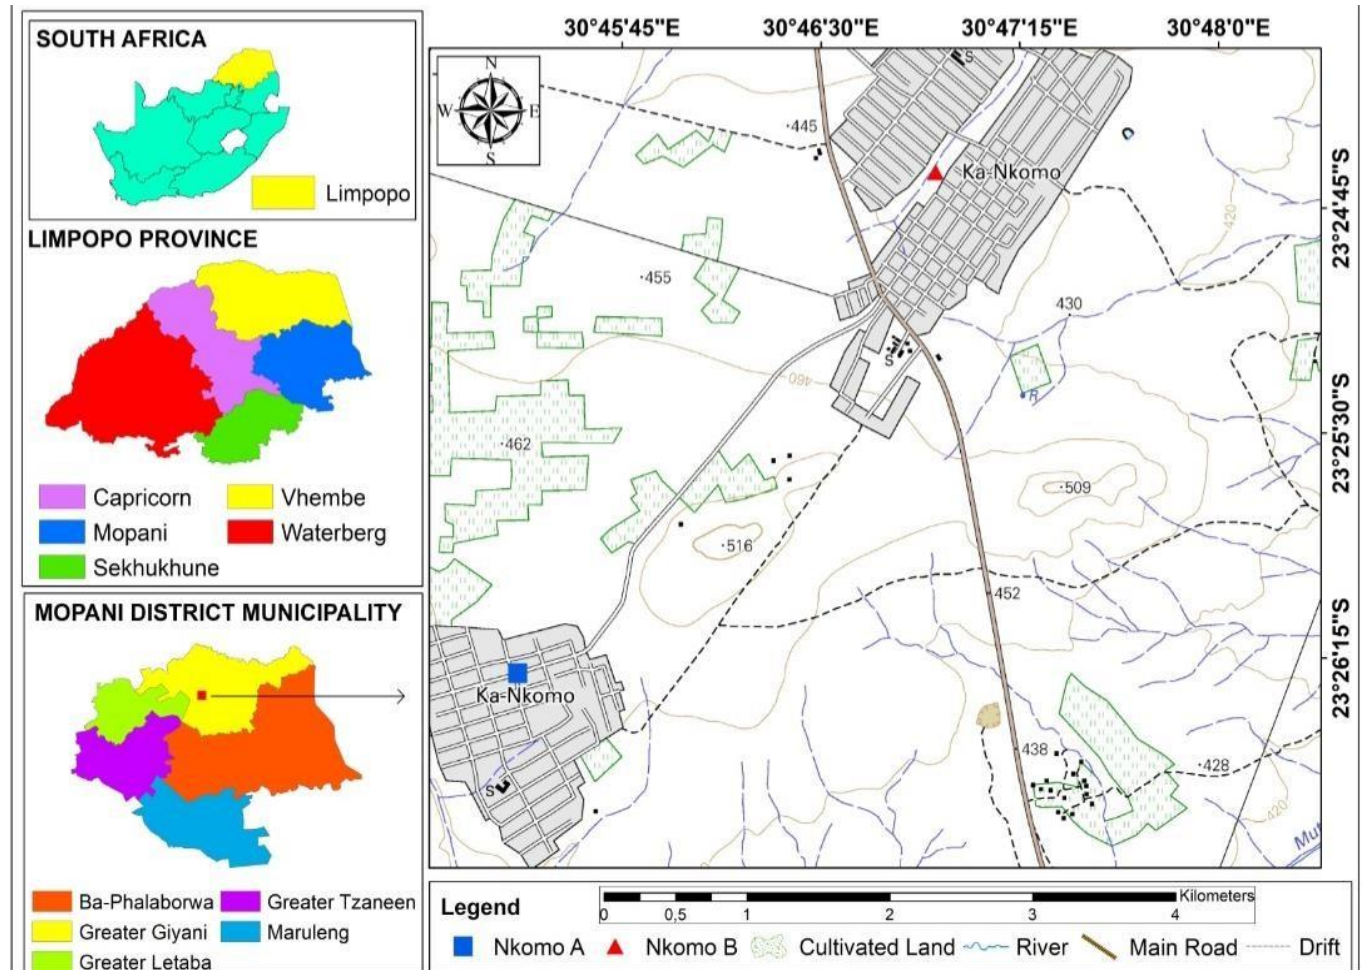 SOUTH AFRICA
Limpopo
LIMPOPO PROVINCE
Capricorn
Vhembe
Mopani
Waterberg
Sekhukhune
MOPANI DISTRICT MUNICIPALITY
Ba-Phalaborwa
Greater Tzaneen
Greater Giyani
Maruleng
Greater Letaba
30°45'45"E
30°46'30"E
30°47'15"E
30°48'0"E
N
W
E
S
S
445
Ka-Nkomo
420
455
430
S
460
R
462
509
516
452
Ka-Nkomo
438
428
S
420
Mut
23°24'45"S
23°25'30"S
23°26'15"S
Legend
Kilometers
0
0,5
1
2
3
4
Nkomo A
Nkomo B
Cultivated Land
River
Main Road
Drift